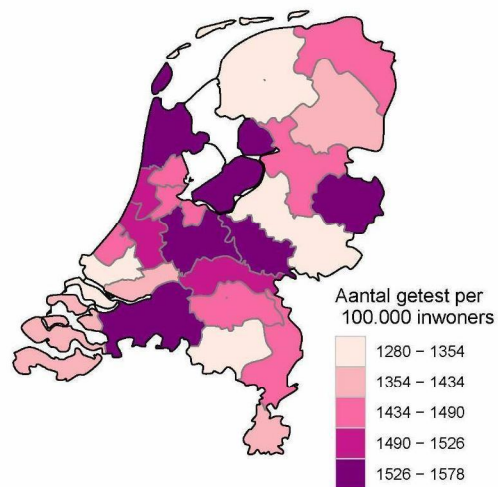 Aantal getest per
100.000 inwoners
1280 – 1354
1354 – 1434
1434 – 1490
1490 – 1526
1526 – 1578